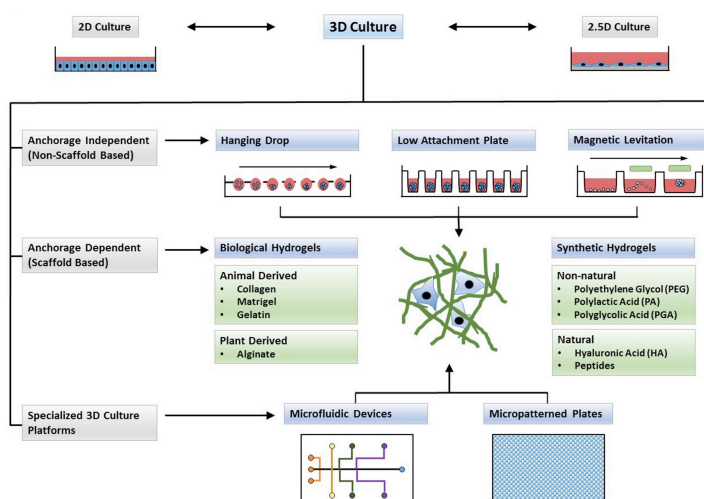 2D Culture
3D Culture
2.5D Culture
Anchorage Independent
(Non-Scaffold Based)
Hanging Drop
Low Attachment Plate
Magnetic Levitation
Anchorage Dependent
(Scaffold Based)
Biological Hydrogels
Animal Derived
• Collagen
• Matrigel
• Gelatin
Plant Derived
• Alginate
Synthetic Hydrogels
Non-natural
• Polyethylene Glycol (PEG)
• Polylactic Acid (PA)
• Polyglycolic Acid (PGA)
Natural
• Hyaluronic Acid (HA)
• Peptides
Specialized 3D Culture
Platforms
Microfluidic Devices
Micropatterned Plates